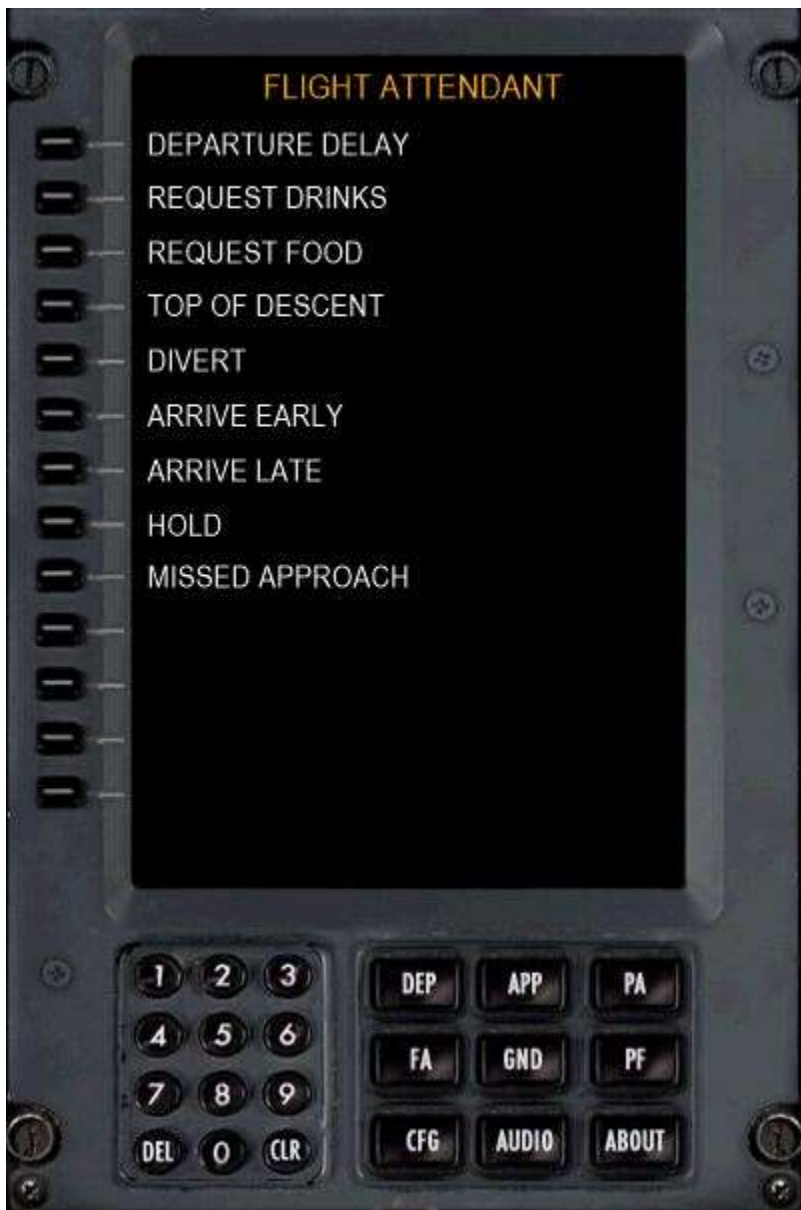 FLIGHT ATTENDANT
DEPARTURE DELAY
REQUEST DRINKS
REQUEST FOOD
TOP OF DESCENT
DIVERT
ARRIVE EARLY
ARRIVE LATE
HOLD
MISSED APPROACH
1 2 3 DEP APP PA
4 5 6 FA GND PF
7 8 9
DEL 0 CLR CFG AUDIO ABOUT